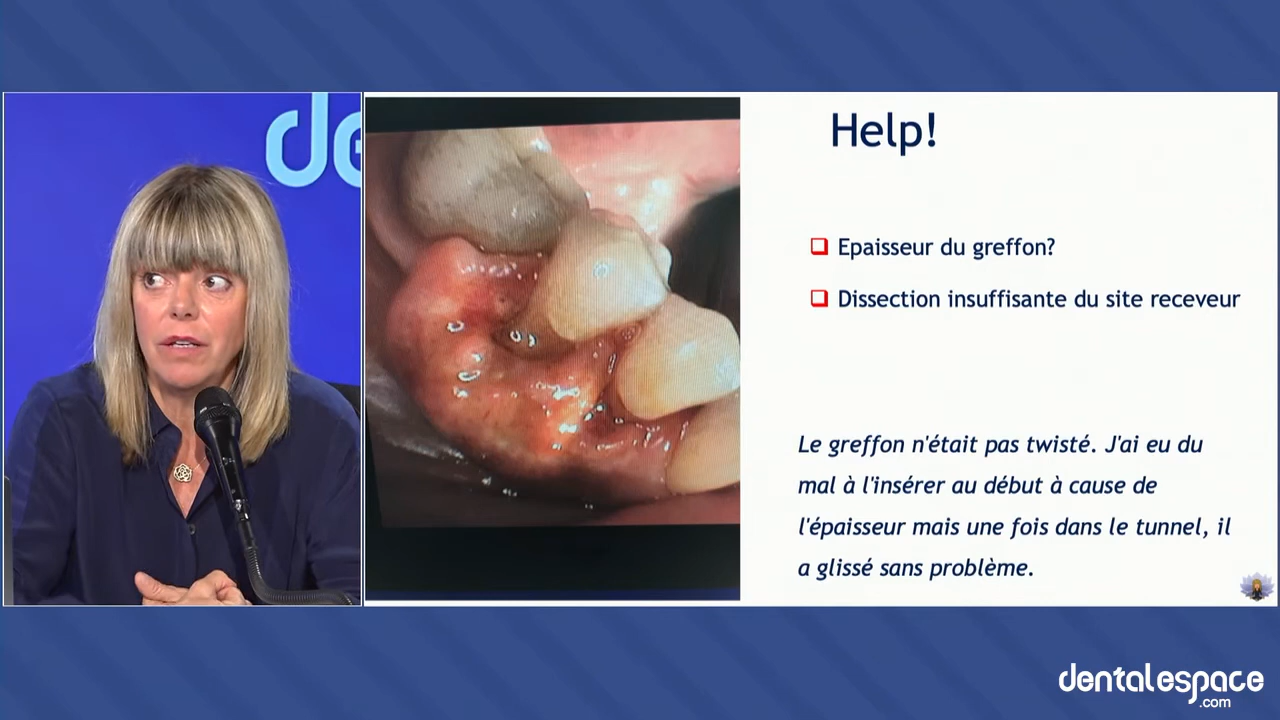 de
Help!
Epaisseur du greffon?
Dissection insuffisante du site receveur
Le greffon n'était pas twisté. J'ai eu du
mal à l'insérer au début à cause de
l'épaisseur mais une fois dans le tunnel, il
a glissé sans problème.
dentalespace
.com